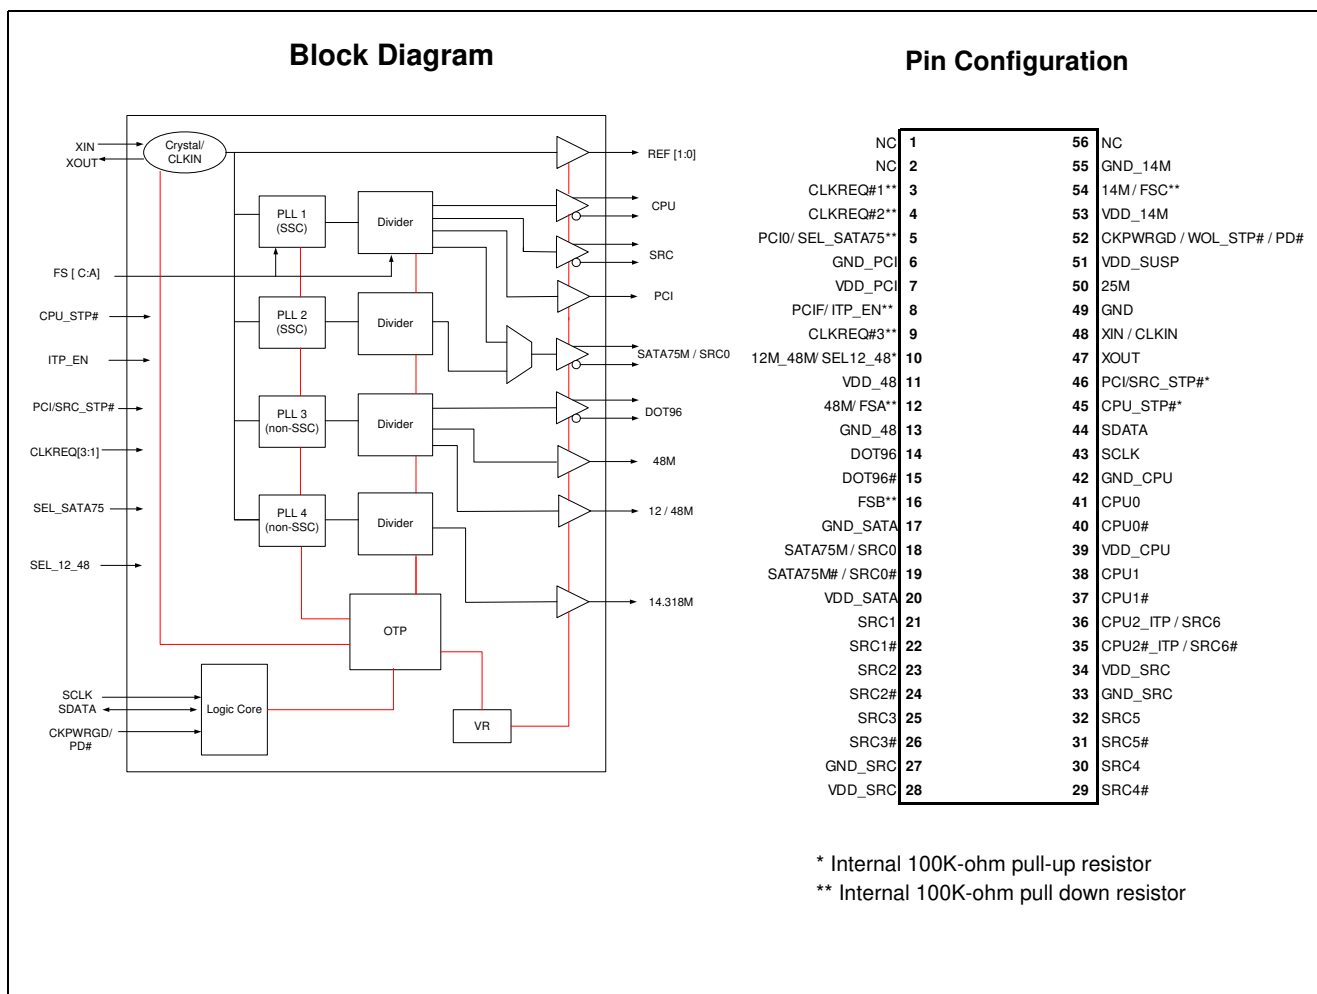 Block Diagram
XIN
XOUT
Crystal/
CLKIN
REF [1:0]
PLL 1
(SSC)
Divider
CPU
SRC
FS [ C:A]
PCI
CPU_STP#
PLL 2
(SSC)
Divider
ITP_EN
SATA75M / SRC0
PCI/SRC_STP#
PLL 3
(non-SSC)
Divider
DOT96
CLKREQ[3:1]
48M
SEL_SATA75
PLL 4
(non-SSC)
Divider
12 / 48M
SEL_12_48
14.318M
OTP
SCLK
SDATA
CKPWRGD/
PD#
Logic Core
VR
Pin Configuration
NC 1 56 NC
NC 2 55 GND_14M
CLKREQ#1** 3 54 14M / FSC**
CLKREQ#2** 4 53 VDD_14M
PCI0/ SEL_SATA75** 5 52 CKPWRGD / WOL_STP# / PD#
GND_PCI 6 51 VDD_SUSP
VDD_PCI 7 50 25M
PCIF/ ITP_EN** 8 49 GND
CLKREQ#3** 9 48 XIN / CLKIN
12M_48M/ SEL12_48* 10 47 XOUT
VDD_48 11 46 PCI/SRC_STP#*
48M/ FSA** 12 45 CPU_STP#*
GND_48 13 44 SDATA
DOT96 14 43 SCLK
DOT96# 15 42 GND_CPU
FSB** 16 41 CPU0
GND_SATA 17 40 CPU0#
SATA75M / SRC0 18 39 VDD_CPU
SATA75M# / SRC0# 19 38 CPU1
VDD_SATA 20 37 CPU1#
SRC1 21 36 CPU2_ITP / SRC6
SRC1# 22 35 CPU2#_ITP / SRC6#
SRC2 23 34 VDD_SRC
SRC2# 24 33 GND_SRC
SRC3 25 32 SRC5
SRC3# 26 31 SRC5#
GND_SRC 27 30 SRC4
VDD_SRC 28 29 SRC4#
* Internal 100K-ohm pull-up resistor
** Internal 100K-ohm pull down resistor